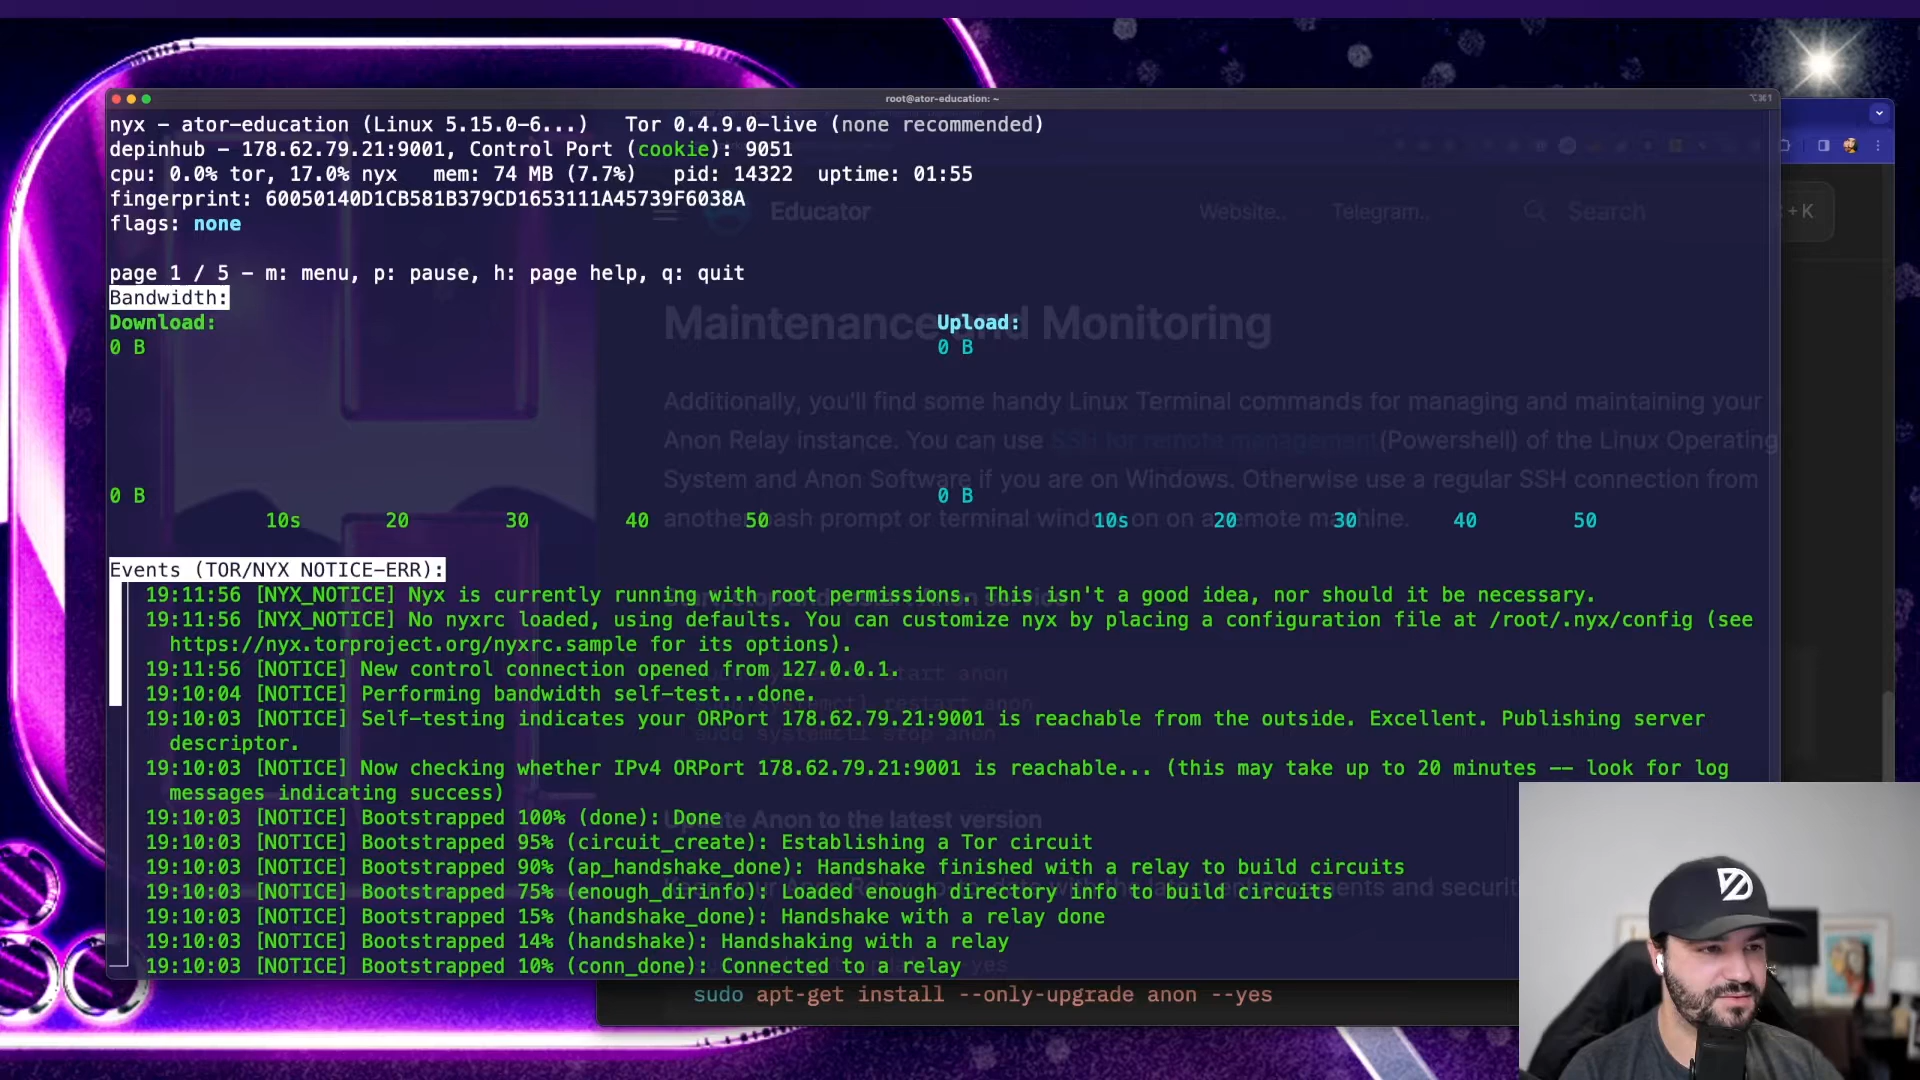 root@ator-education: ~
⌥⌘1
nyx - ator-education (Linux 5.15.0-6...)   Tor 0.4.9.0-live (none recommended)
depinhub - 178.62.79.21:9001, Control Port (cookie): 9051
cpu: 0.0% tor, 17.0% nyx   mem: 74 MB (7.7%)   pid: 14322   uptime: 01:55
fingerprint: 60050140D1CB581B379CD1653111A45739F6038A
flags: none
Educator   Website..   Telegram..   Search   + K
page 1 / 5 - m: menu, p: pause, h: page help, q: quit
Bandwidth:
Download:   Upload:
0 B   0 B
Maintenance and Monitoring
Additionally, you'll find some handy Linux Terminal commands for managing and maintaining your
Anon Relay instance. You can use SSH for remote management (Powershell) of the Linux Operating
System and Anon Software if you are on Windows. Otherwise use a regular SSH connection from
0 B   0 B
another bash prompt or terminal window on a remote machine.
10s   20   30   40   50   10s   20   30   40   50
Events (TOR/NYX NOTICE-ERR):
19:11:56 [NYX_NOTICE] Nyx is currently running with root permissions. This isn't a good idea, nor should it be necessary.
19:11:56 [NYX_NOTICE] No nyxrc loaded, using defaults. You can customize nyx by placing a configuration file at /root/.nyx/config (see
https://nyx.torproject.org/nyxrc.sample for its options).
19:11:56 [NOTICE] New control connection opened from 127.0.0.1.
19:10:04 [NOTICE] Performing bandwidth self-test...done.
19:10:03 [NOTICE] Self-testing indicates your ORPort 178.62.79.21:9001 is reachable from the outside. Excellent. Publishing server
descriptor.
sudo systemctl stop anon
19:10:03 [NOTICE] Now checking whether IPv4 ORPort 178.62.79.21:9001 is reachable... (this may take up to 20 minutes -- look for log
messages indicating success)
19:10:03 [NOTICE] Bootstrapped 100% (done): Done
Update Anon to the latest version
19:10:03 [NOTICE] Bootstrapped 95% (circuit_create): Establishing a Tor circuit
19:10:03 [NOTICE] Bootstrapped 90% (ap_handshake_done): Handshake finished with a relay to build circuits
19:10:03 [NOTICE] Bootstrapped 75% (enough_dirinfo): Loaded enough directory info to build circuits
19:10:03 [NOTICE] Bootstrapped 15% (handshake_done): Handshake with a relay done
19:10:03 [NOTICE] Bootstrapped 14% (handshake): Handshaking with a relay
19:10:03 [NOTICE] Bootstrapped 10% (conn_done): Connected to a relay
sudo apt-get install --only-upgrade anon --yes